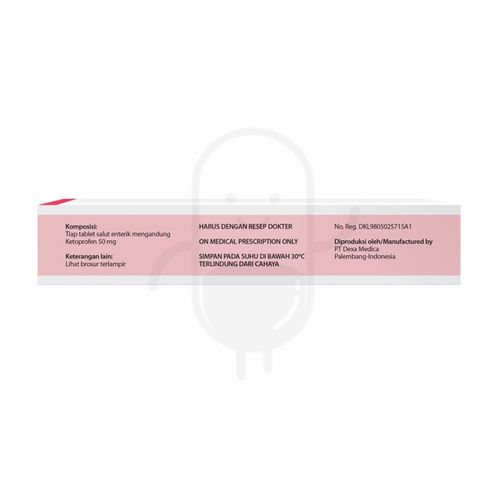 Komposisi:
Tiap tablet salut enterik mengandung
Ketoprofen 50 mg
Keterangan lain:
Lihat brosur terlampir
HARUS DENGAN RESEP DOKTER
ON MEDICAL PRESCRIPTION ONLY
SIMPAN PADA SUHU DI BAWAH 30°C
TERLINDUNG DARI CAHAYA
No. Reg. DKL9805025715A1
Diproduksi oleh/Manufactured by
PT Dexa Medica
Palembang-Indonesia